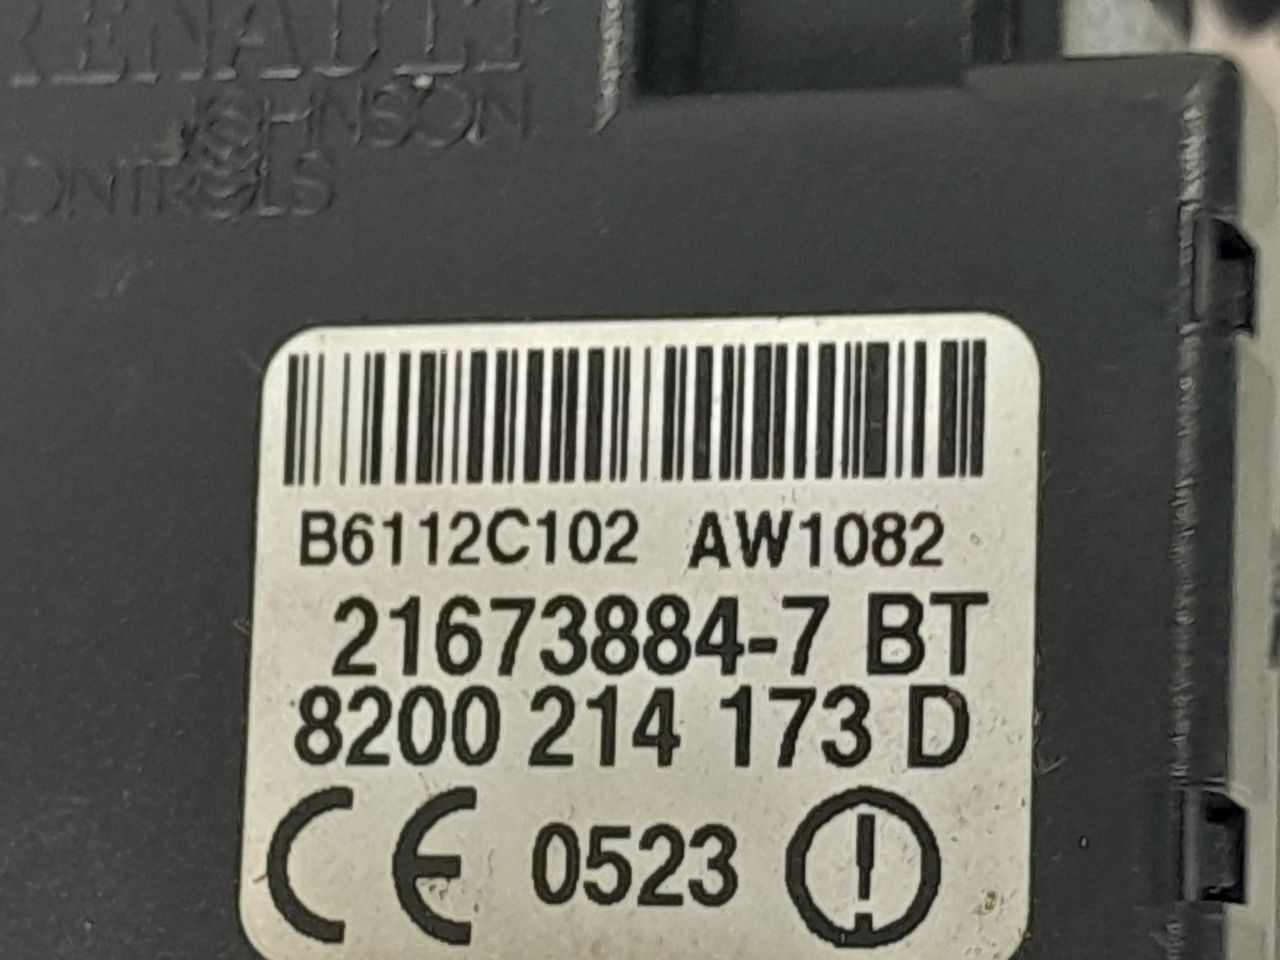 RENAULT
JOHNSON
CONTROLS
B6112C102 AW1082
21673884-7 BT
8200 214 173 D
CE 0523